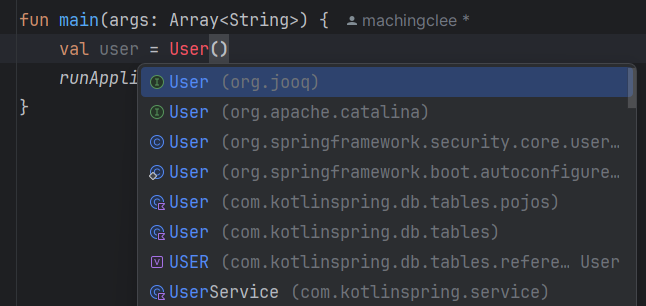 fun main(args: Array<String>) { machingclee *
val user = User()
runAppli
User (org.jooq)
User (org.apache.catalina)
User (org.springframework.security.core.user…
User (org.springframework.boot.autoconfigure…
User (com.kotlinspring.db.tables.pojos)
User (com.kotlinspring.db.tables)
USER (com.kotlinspring.db.tables.refere… User
UserService (com.kotlinspring.service)
}